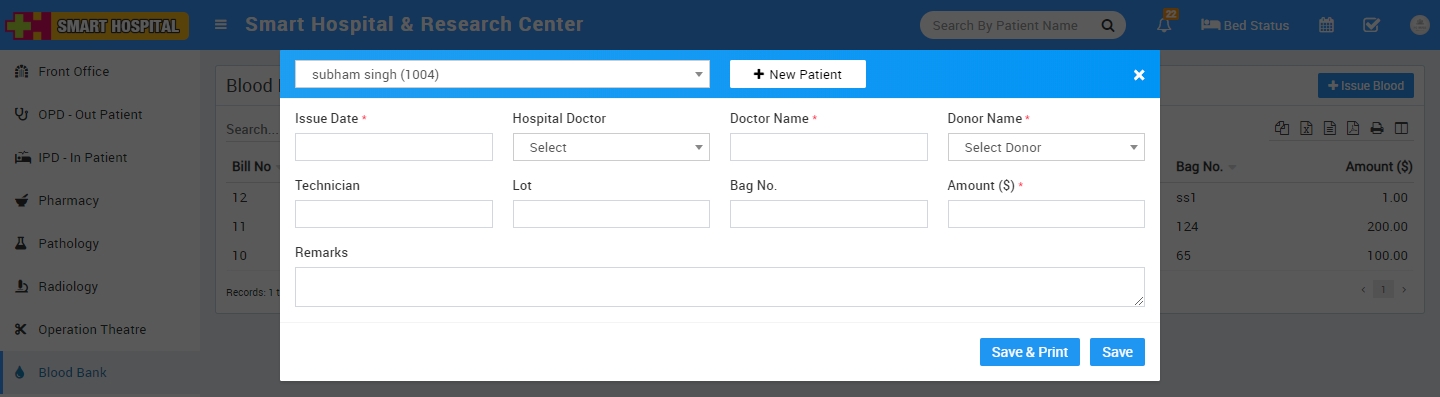 SMART HOSPITAL
Smart Hospital & Research Center
Search By Patient Name
22
Bed Status
subham singh (1004)
New Patient
×
Front Office
OPD - Out Patient
IPD - In Patient
Pharmacy
Pathology
Radiology
Operation Theatre
Blood Bank
Blood
Issue Blood
Search...
Bill No
Bag No.
Amount ($)
12
ss1
1.00
11
124
200.00
10
65
100.00
Records: 1 t
‹ 1 ›
Issue Date *
Hospital Doctor
Doctor Name *
Donor Name *
Select
Select Donor
Technician
Lot
Bag No.
Amount ($) *
Remarks
Save & Print
Save